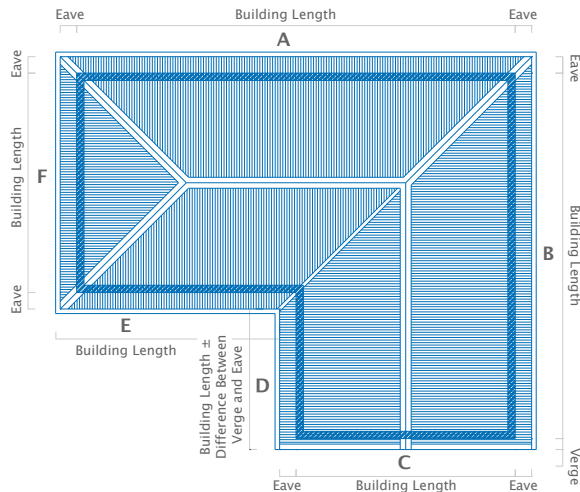 Eave
Building Length
Eave
A
Eave
Eave
Building Length
F
B
Building Length
Eave
E
Building Length
Building Length ±
Difference Between
Verge and Eave
D
C
Verge
Eave
Building Length
Eave